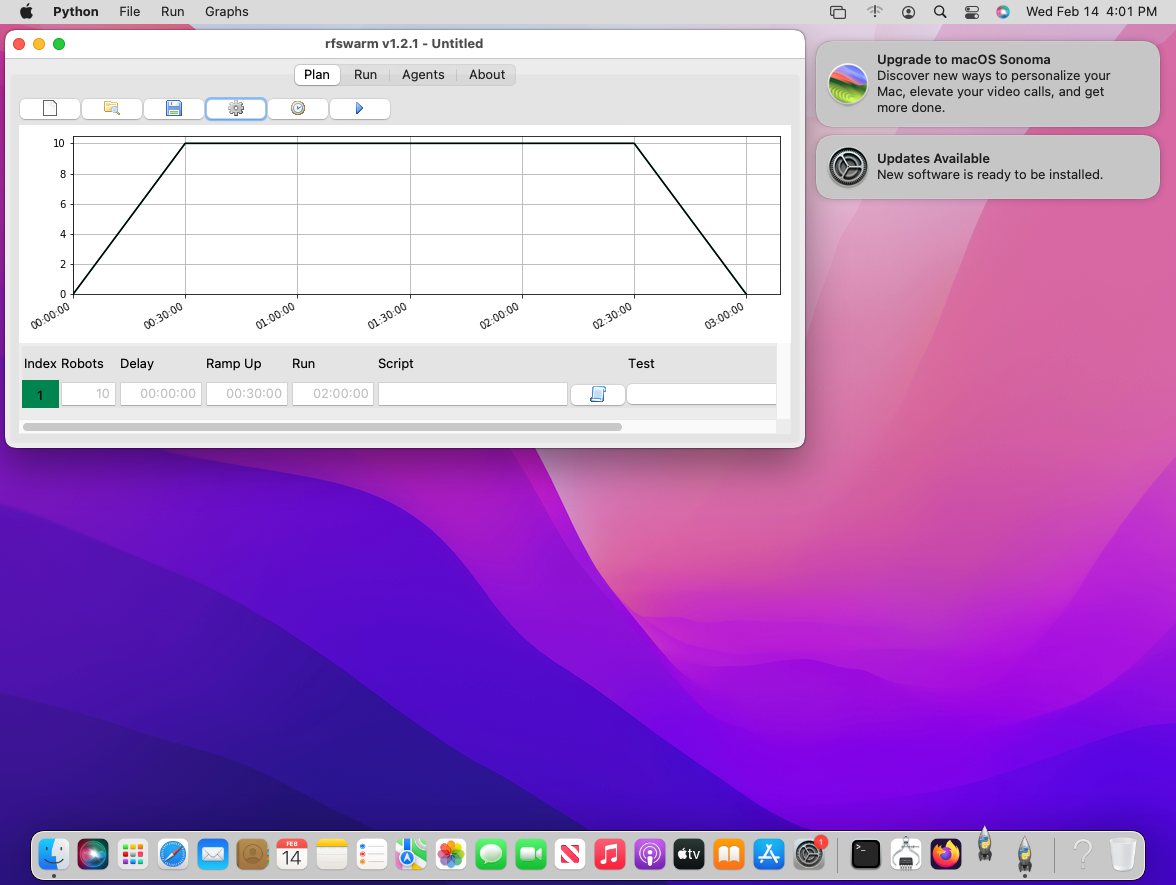 Python File Run Graphs
Wed Feb 14 4:01 PM
rfswarm v1.2.1 - Untitled
Plan Run Agents About
10
8
6
4
2
0
00:00:00 00:30:00 01:00:00 01:30:00 02:00:00 02:30:00 03:00:00
Index Robots Delay Ramp Up Run Script Test
1 10 00:00:00 00:30:00 02:00:00
Upgrade to macOS Sonoma
Discover new ways to personalize your
Mac, elevate your video calls, and get
more done.
Updates Available
New software is ready to be installed.
FEB
14
tv
1
>_
?